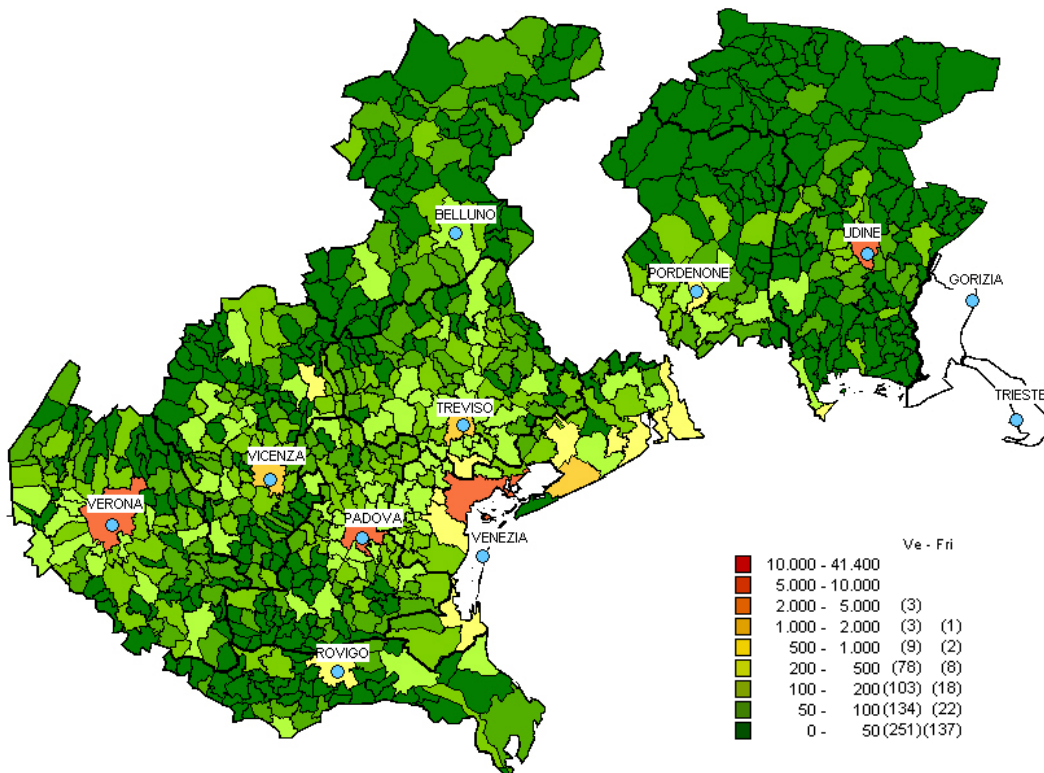 BELLUNO
UDINE
PORDENONE
GORIZIA
TRIESTE
TREVISO
VICENZA
VERONA
PADOVA
VENEZIA
ROVIGO
Ve - Fri
10.000 - 41.400
5.000 - 10.000
2.000 - 5.000 (3)
1.000 - 2.000 (3) (1)
500 - 1.000 (9) (2)
200 - 500 (78) (8)
100 - 200 (103) (18)
50 - 100 (134) (22)
0 - 50 (251) (137)